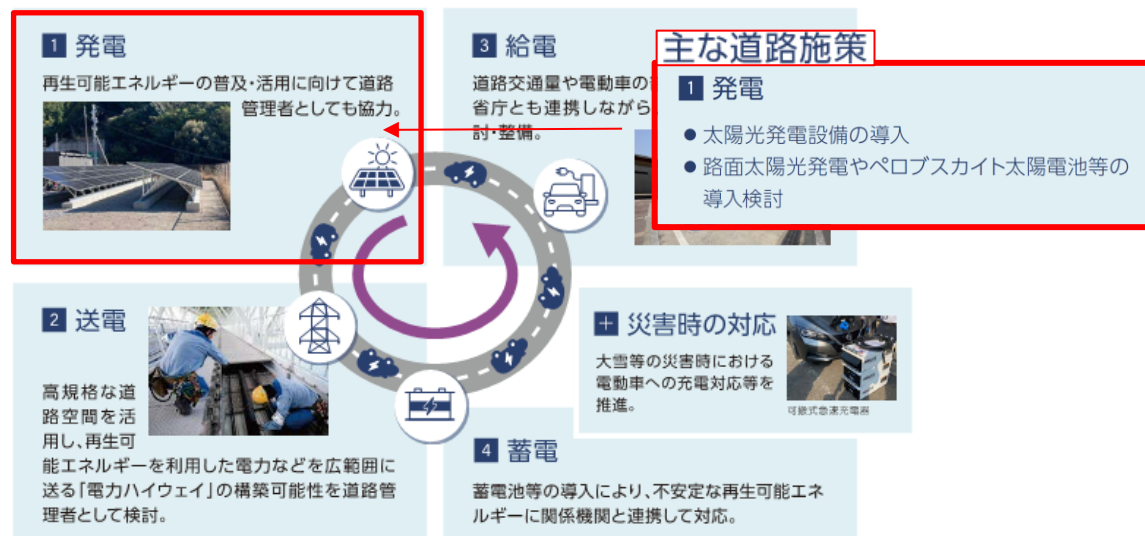 1 発電
再生可能エネルギーの普及・活用に向けて道路
管理者としても協力。
3 給電
道路交通量や電動車の
省庁とも連携しながら
討・整備。
主な道路施策
1 発電
● 太陽光発電設備の導入
● 路面太陽光発電やペロブスカイト太陽電池等の
導入検討
2 送電
高規格な道
路空間を活
用し、再生可
能エネルギーを利用した電力などを広範囲に
送る「電力ハイウェイ」の構築可能性を道路管
理者として検討。
+ 災害時の対応
大雪等の災害時における
電動車への充電対応等を
推進。
可搬式急速充電器
4 蓄電
蓄電池等の導入により、不安定な再生可能エネ
ルギーに関係機関と連携して対応。